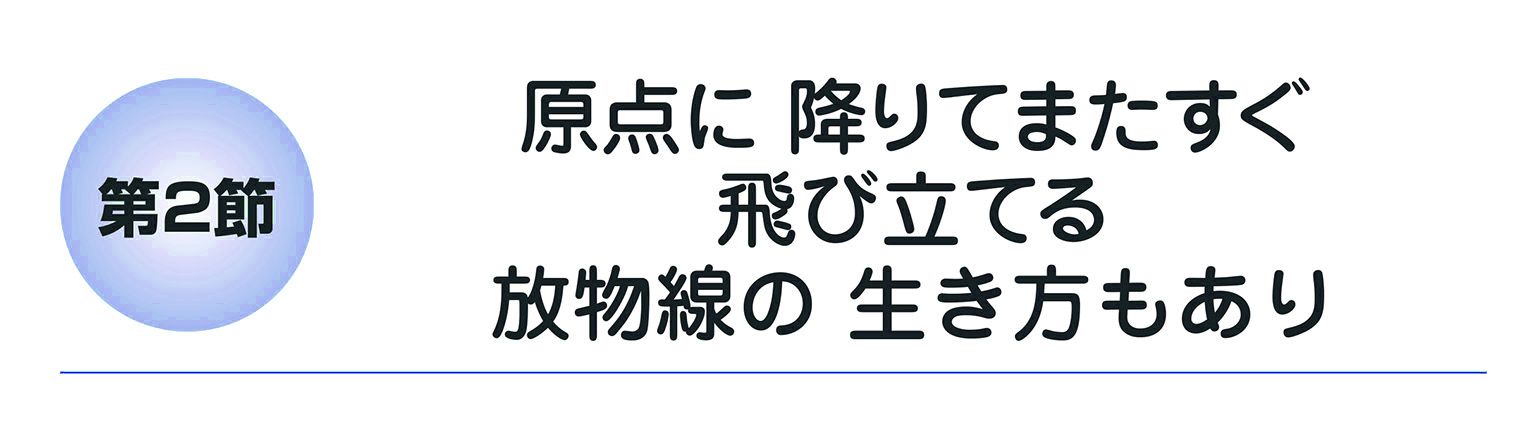 第2節
原点に 降りてまたすぐ
飛び立てる
放物線の 生き方もあり